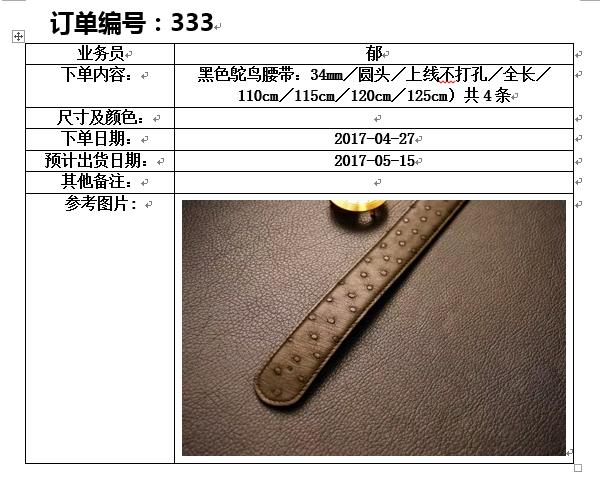 订单编号：333
业务员 郁
下单内容： 黑色鸵鸟腰带：34mm／圆头／上线不打孔／全长／
110cm／115cm／120cm／125cm）共 4 条
尺寸及颜色：
下单日期： 2017-04-27
预计出货日期： 2017-05-15
其他备注：
参考图片：